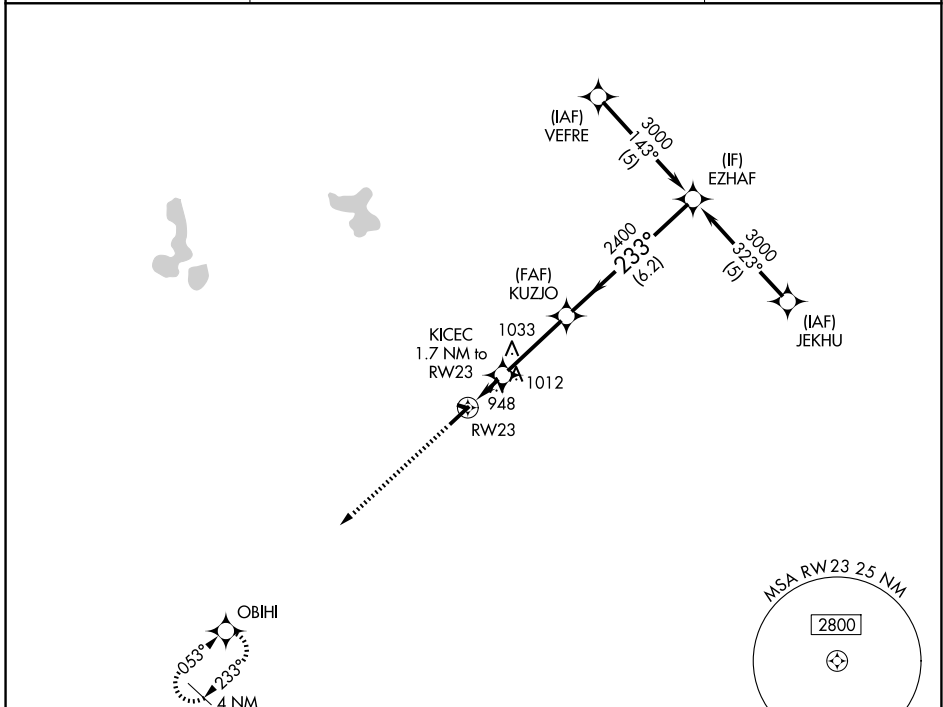 (IAF)
VEFRE
3000
143°
(5)
(IF)
EZHAF
2400
233°
(6.2)
3000
323°
(5)
(IAF)
JEKHU
(FAF)
KUZJO
KICEC
1.7 NM to
RW23
1033
1012
948
RW23
OBIHI
053°
233°
4 NM
MSA RW23 25 NM
2800